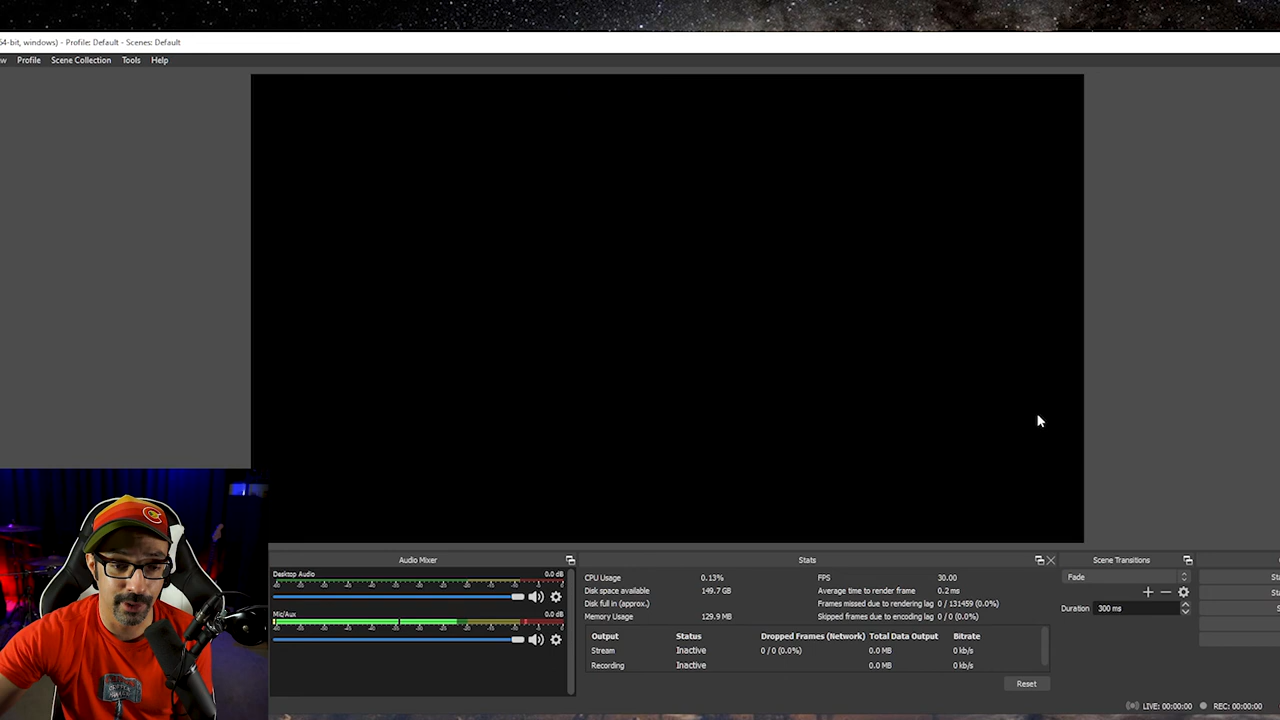 64-bit, windows) - Profile: Default - Scenes: Default
Profile Scene Collection Tools Help
Audio Mixer
Desktop Audio 0.0 dB
Mic/Aux 0.0 dB
Stats
CPU Usage 0.13%
Disk space available 149.7 GB
Disk full in (approx.)
Memory Usage 129.9 MB
FPS 30.00
Average time to render frame 0.2 ms
Frames missed due to rendering lag 0 / 131459 (0.0%)
Skipped frames due to encoding lag 0 / 0 (0.0%)
Output Status Dropped Frames (Network) Total Data Output Bitrate
Stream Inactive 0 / 0 (0.0%) 0.0 MB 0 kb/s
Recording Inactive 0.0 MB 0 kb/s
Reset
Scene Transitions
Fade
Duration 300 ms
LIVE: 00:00:00 REC: 00:00:00